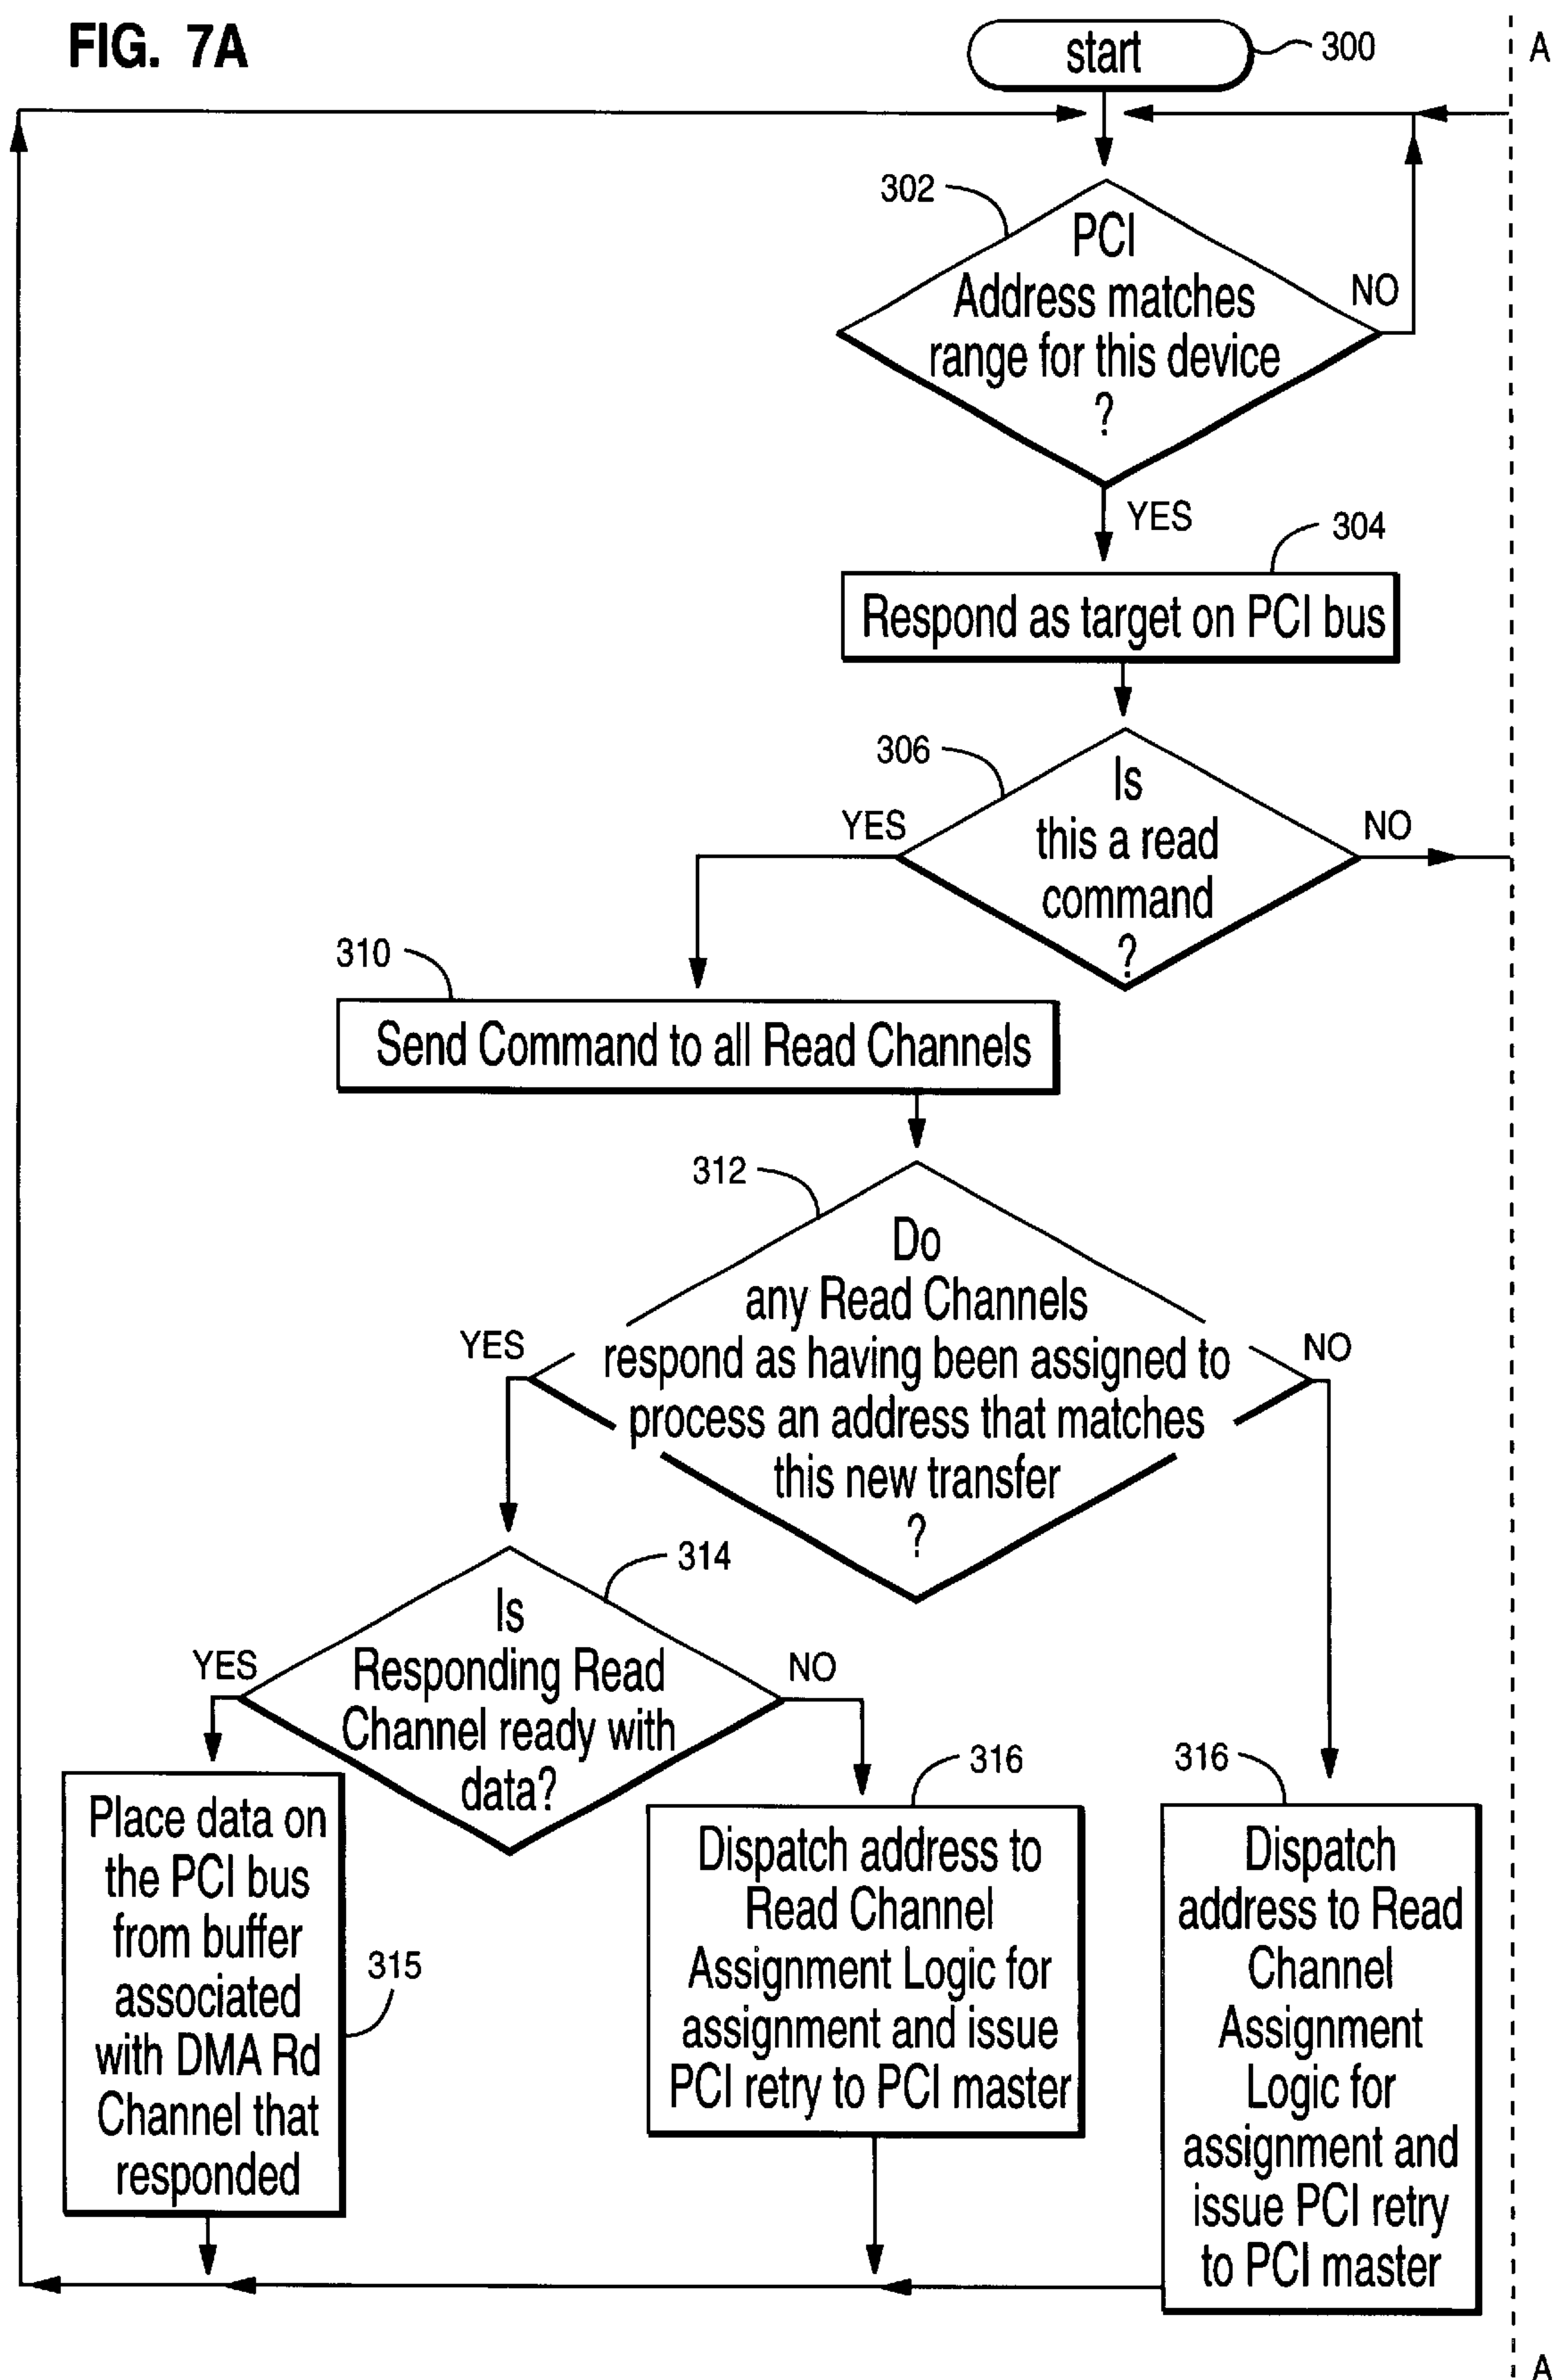 FIG. 7A
start
300
A
302
PCI
Address matches
range for this device
?
NO
YES
304
Respond as target on PCI bus
306
Is
this a read
command
?
YES
NO
310
Send Command to all Read Channels
312
Do
any Read Channels
respond as having been assigned to
process an address that matches
this new transfer
?
YES
NO
314
Is
Responding Read
Channel ready with
data?
YES
NO
Place data on
the PCI bus
from buffer
associated
with DMA Rd
Channel that
responded
315
316
Dispatch address to
Read Channel
Assignment Logic for
assignment and issue
PCI retry to PCI master
316
Dispatch
address to Read
Channel
Assignment
Logic for
assignment and
issue PCI retry
to PCI master
A